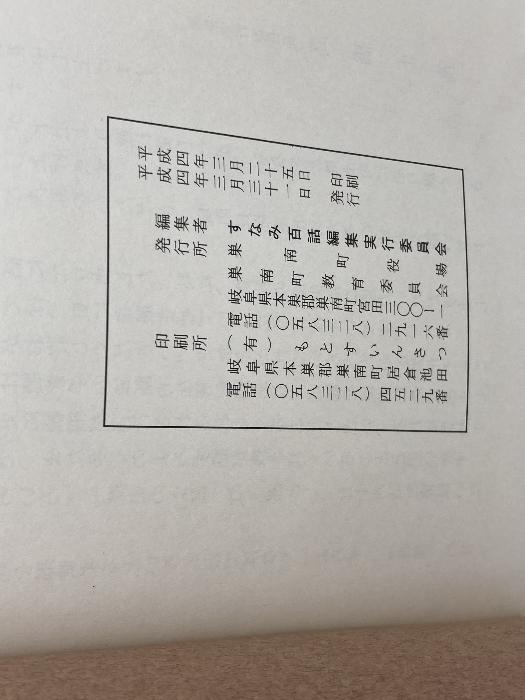 平成四年三月二十五日 印刷
平成四年三月三十一日 発行
編集者 すなみ百話編集実行委員会
発行所 巣南町役場
巣南町教育委員会
岐阜県本巣郡巣南町宮田三〇〇ー一
電話(〇五八三二八)二九一六番
印刷所 (有)もとすいんさつ
岐阜県本巣郡巣南町居倉池田
電話(〇五八三二八)四五二九番